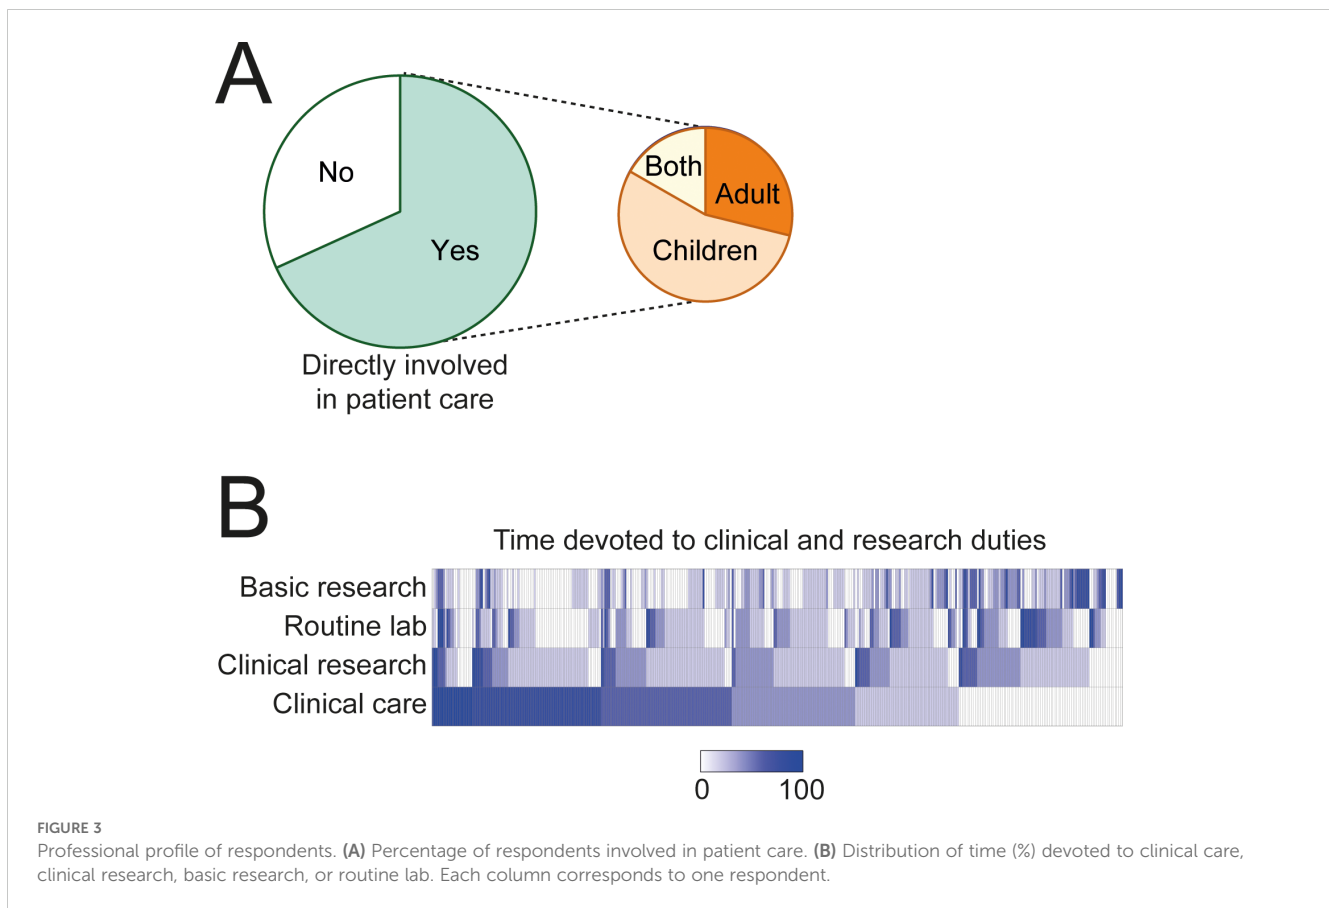 A
No
Yes
Both
Adult
Children
Directly involved
in patient care
B
Time devoted to clinical and research duties
Basic research
Routine lab
Clinical research
Clinical care
0 100
FIGURE 3
Professional profile of respondents. (A) Percentage of respondents involved in patient care. (B) Distribution of time (%) devoted to clinical care,
clinical research, basic research, or routine lab. Each column corresponds to one respondent.